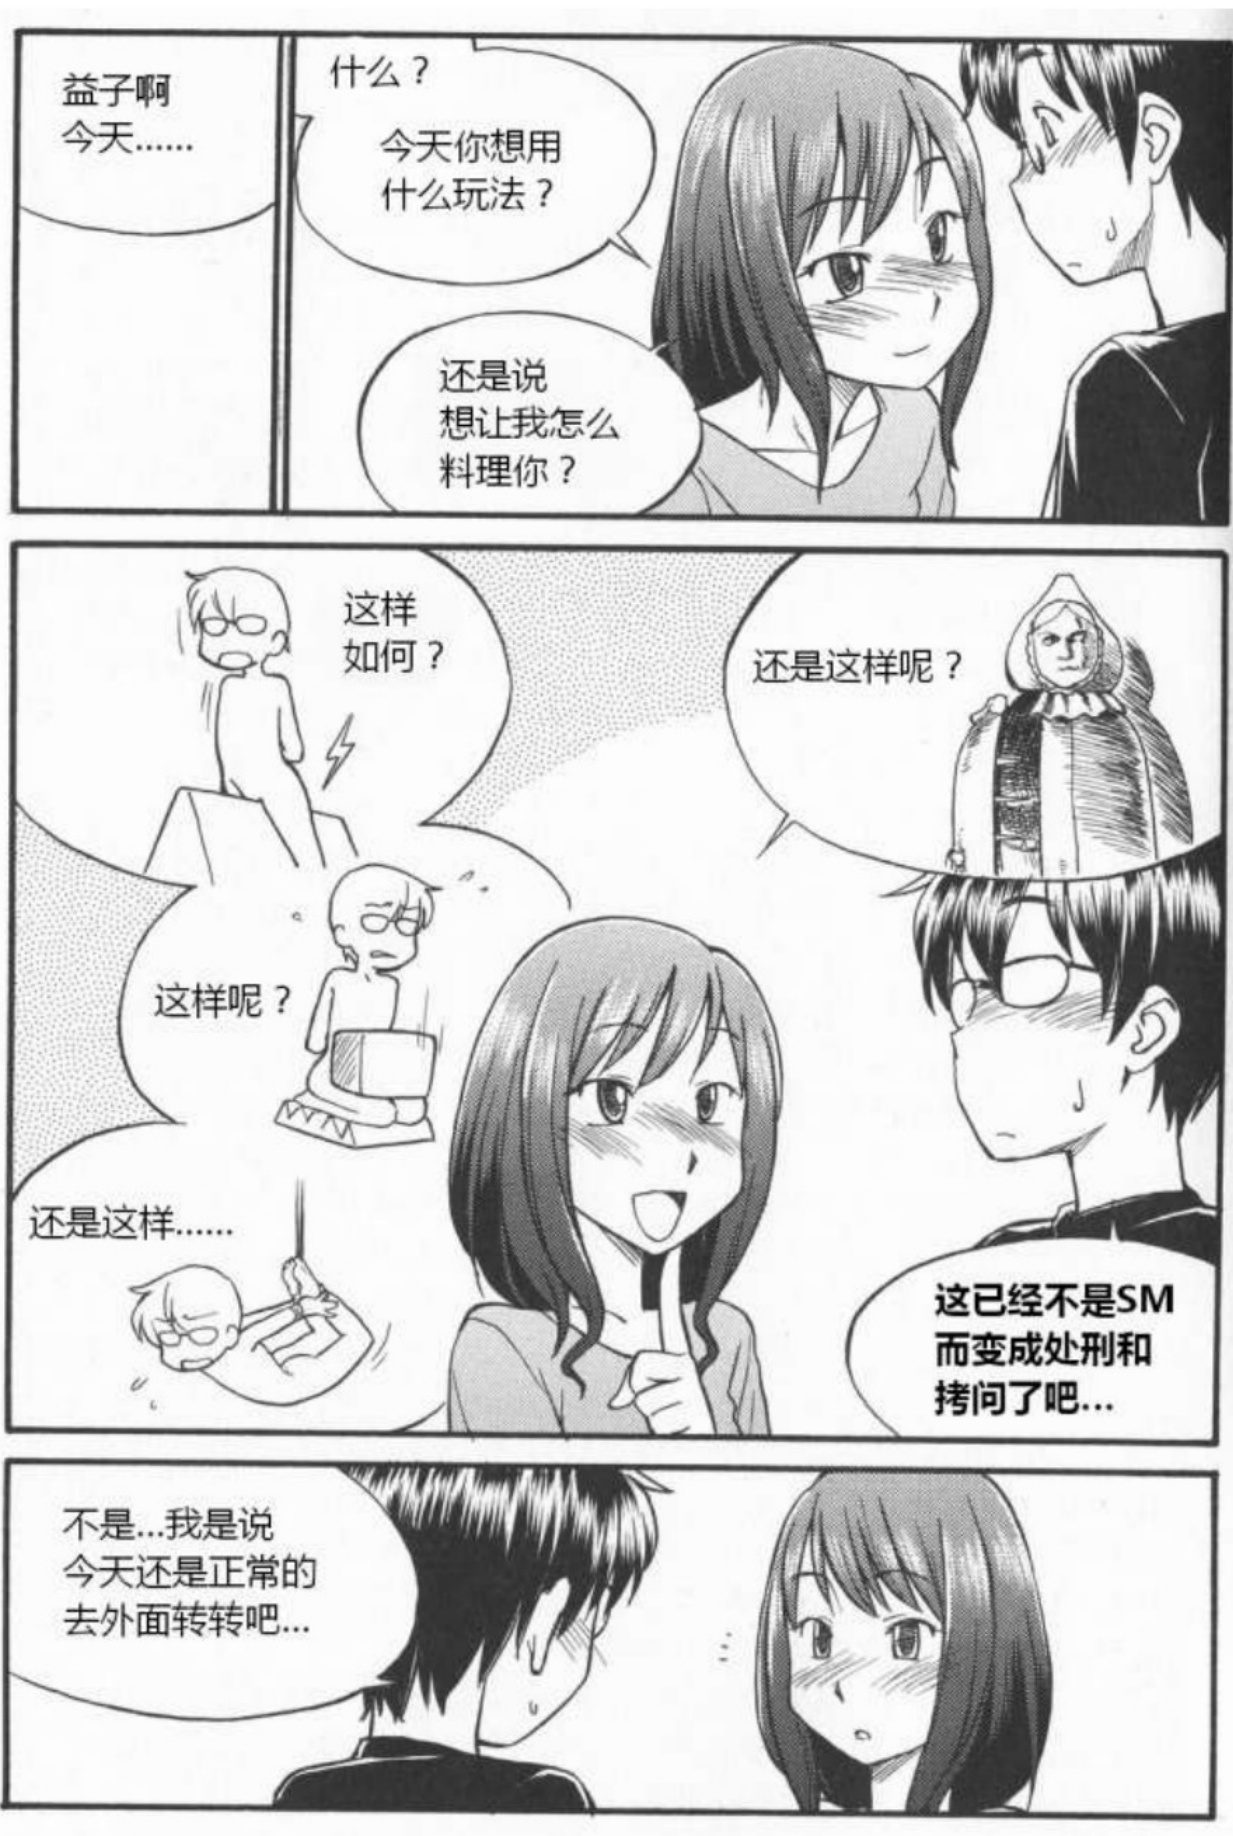 益子啊
今天……
什么？
今天你想用
什么玩法？
还是说
想让我怎么
料理你？
这样
如何？
还是这样呢？
这样呢？
还是这样……
这已经不是SM
而变成处刑和
拷问了吧...
不是...我是说
今天还是正常的
去外面转转吧...